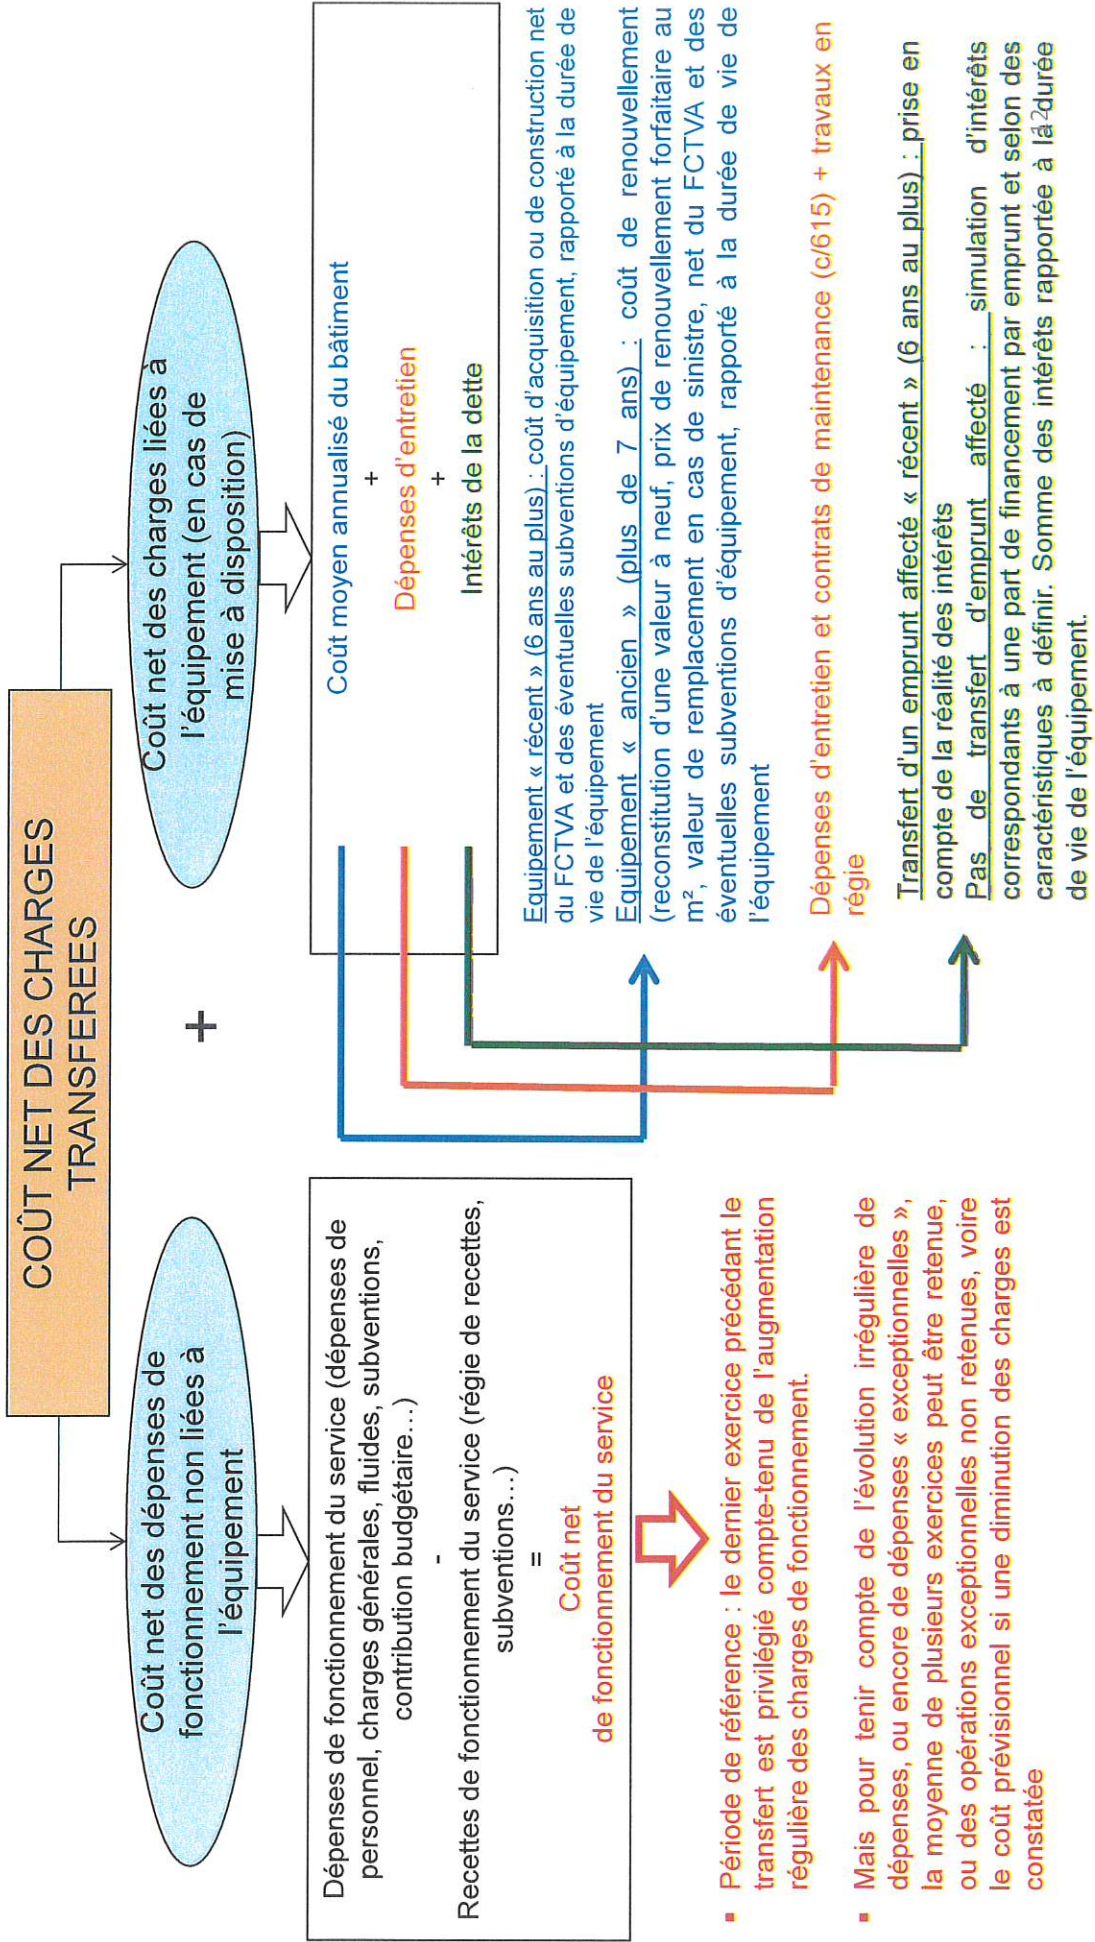 COÛT NET DES CHARGES
TRANSFEREES
Coût net des dépenses de
fonctionnement non liées à
l'équipement
+
Coût net des charges liées à
l'équipement (en cas de
mise à disposition)
Dépenses de fonctionnement du service (dépenses de
personnel, charges générales, fluides, subventions,
contribution budgétaire…)
-
Recettes de fonctionnement du service (régie de recettes,
subventions…)
=
Coût net
de fonctionnement du service
▪ Période de référence : le dernier exercice précédant le
transfert est privilégié compte-tenu de l'augmentation
régulière des charges de fonctionnement.
▪ Mais pour tenir compte de l'évolution irrégulière de
dépenses, ou encore de dépenses « exceptionnelles »,
la moyenne de plusieurs exercices peut être retenue,
ou des opérations exceptionnelles non retenues, voire
le coût prévisionnel si une diminution des charges est
constatée
Coût moyen annualisé du bâtiment
+
Dépenses d'entretien
+
Intérêts de la dette
Equipement « récent » (6 ans au plus) : coût d'acquisition ou de construction net
du FCTVA et des éventuelles subventions d'équipement, rapporté à la durée de
vie de l'équipement
Equipement « ancien » (plus de 7 ans) : coût de renouvellement
(reconstitution d'une valeur à neuf, prix de renouvellement forfaitaire au
m², valeur de remplacement en cas de sinistre, net du FCTVA et des
éventuelles subventions d'équipement, rapporté à la durée de vie de
l'équipement
Dépenses d'entretien et contrats de maintenance (c/615) + travaux en
régie
Transfert d'un emprunt affecté « récent » (6 ans au plus) : prise en
compte de la réalité des intérêts
Pas de transfert d'emprunt affecté : simulation d'intérêts
correspondants à une part de financement par emprunt et selon des
caractéristiques à définir. Somme des intérêts rapportée à la durée
de vie de l'équipement.
12